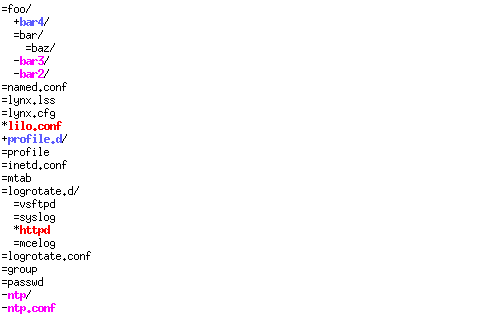 =foo/
  +bar4/
  =bar/
    =baz/
  -bar3/
  -bar2/
=named.conf
=lynx.lss
=lynx.cfg
*lilo.conf
+profile.d/
=profile
=inetd.conf
=mtab
=logrotate.d/
  =vsftpd
  =syslog
  *httpd
  =mcelog
=logrotate.conf
=group
=passwd
-ntp/
-ntp.conf